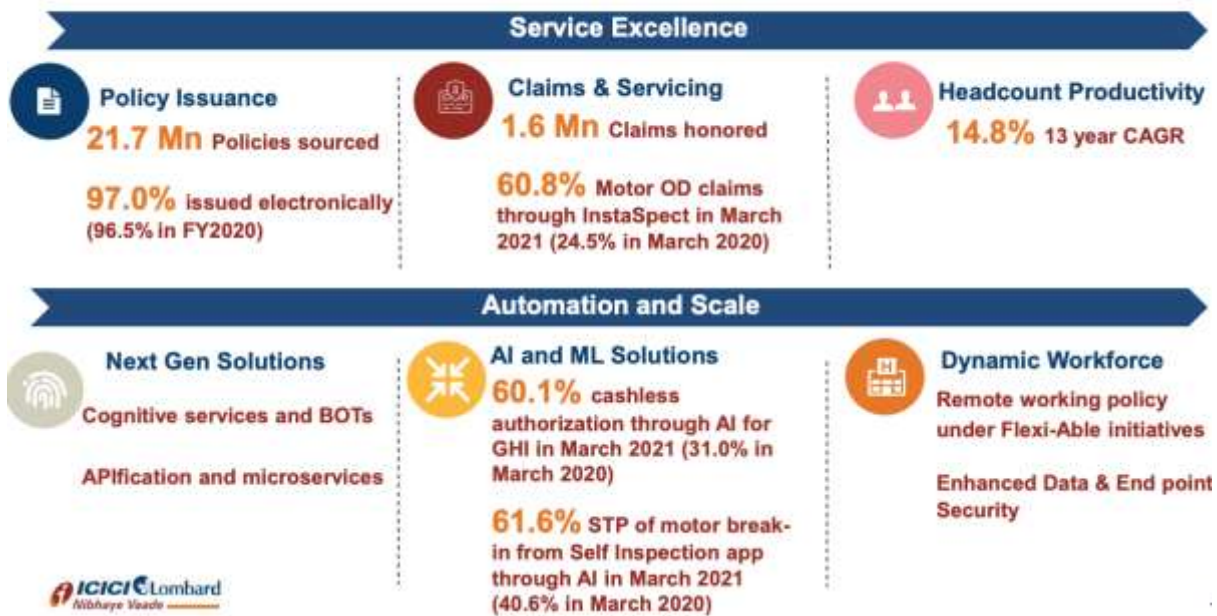 Service Excellence
Policy Issuance
21.7 Mn Policies sourced
97.0% issued electronically
(96.5% in FY2020)
Claims & Servicing
1.6 Mn Claims honored
60.8% Motor OD claims
through InstaSpect in March
2021 (24.5% in March 2020)
Headcount Productivity
14.8% 13 year CAGR
Automation and Scale
Next Gen Solutions
Cognitive services and BOTs
APIfication and microservices
AI and ML Solutions
60.1% cashless
authorization through AI for
GHI in March 2021 (31.0% in
March 2020)
61.6% STP of motor break-
in from Self Inspection app
through AI in March 2021
(40.6% in March 2020)
Dynamic Workforce
Remote working policy
under Flexi-Able initiatives
Enhanced Data & End point
Security
ICICI Lombard
Nibhaye Vaade